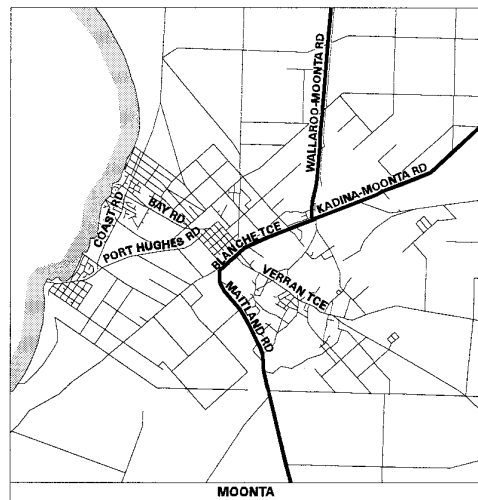 WALLAROO-MOONTA RD
KADINA-MOONTA RD
COAST RD
BAY RD
PORT HUGHES RD
BLANCHE TCE
VERRAN TCE
MAITLAND RD
MOONTA